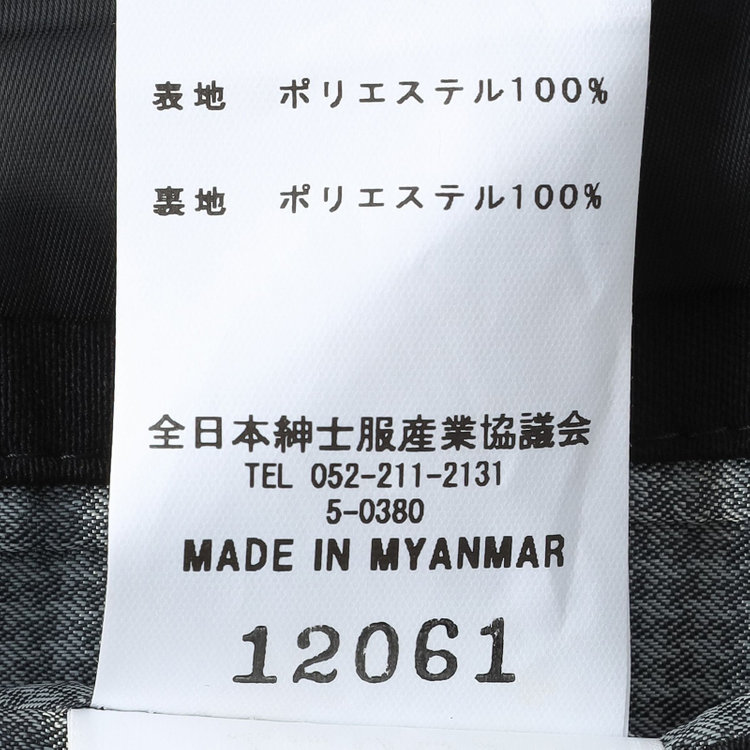 表地　ポリエステル100%
裏地　ポリエステル100%
全日本紳士服産業協議会
TEL 052-211-2131
5-0380
MADE IN MYANMAR
12061